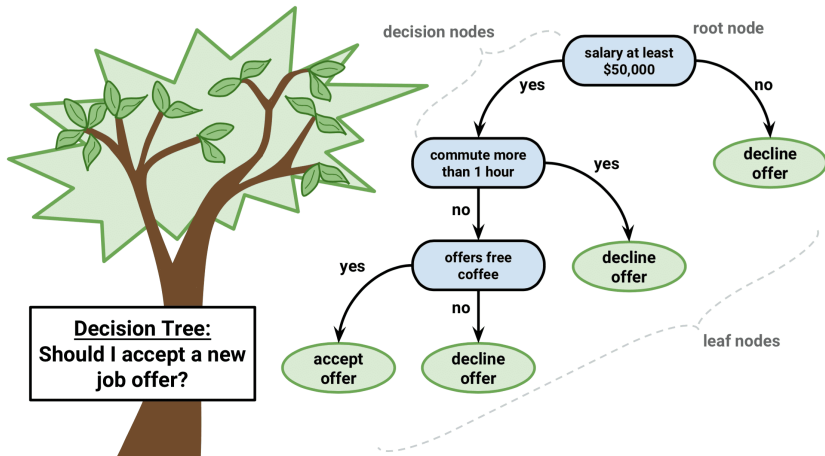 decision nodes
root node
salary at least
$50,000
yes
no
commute more
than 1 hour
yes
decline
offer
no
offers free
coffee
decline
offer
yes
no
accept
offer
decline
offer
leaf nodes
Decision Tree:
Should I accept a new
job offer?